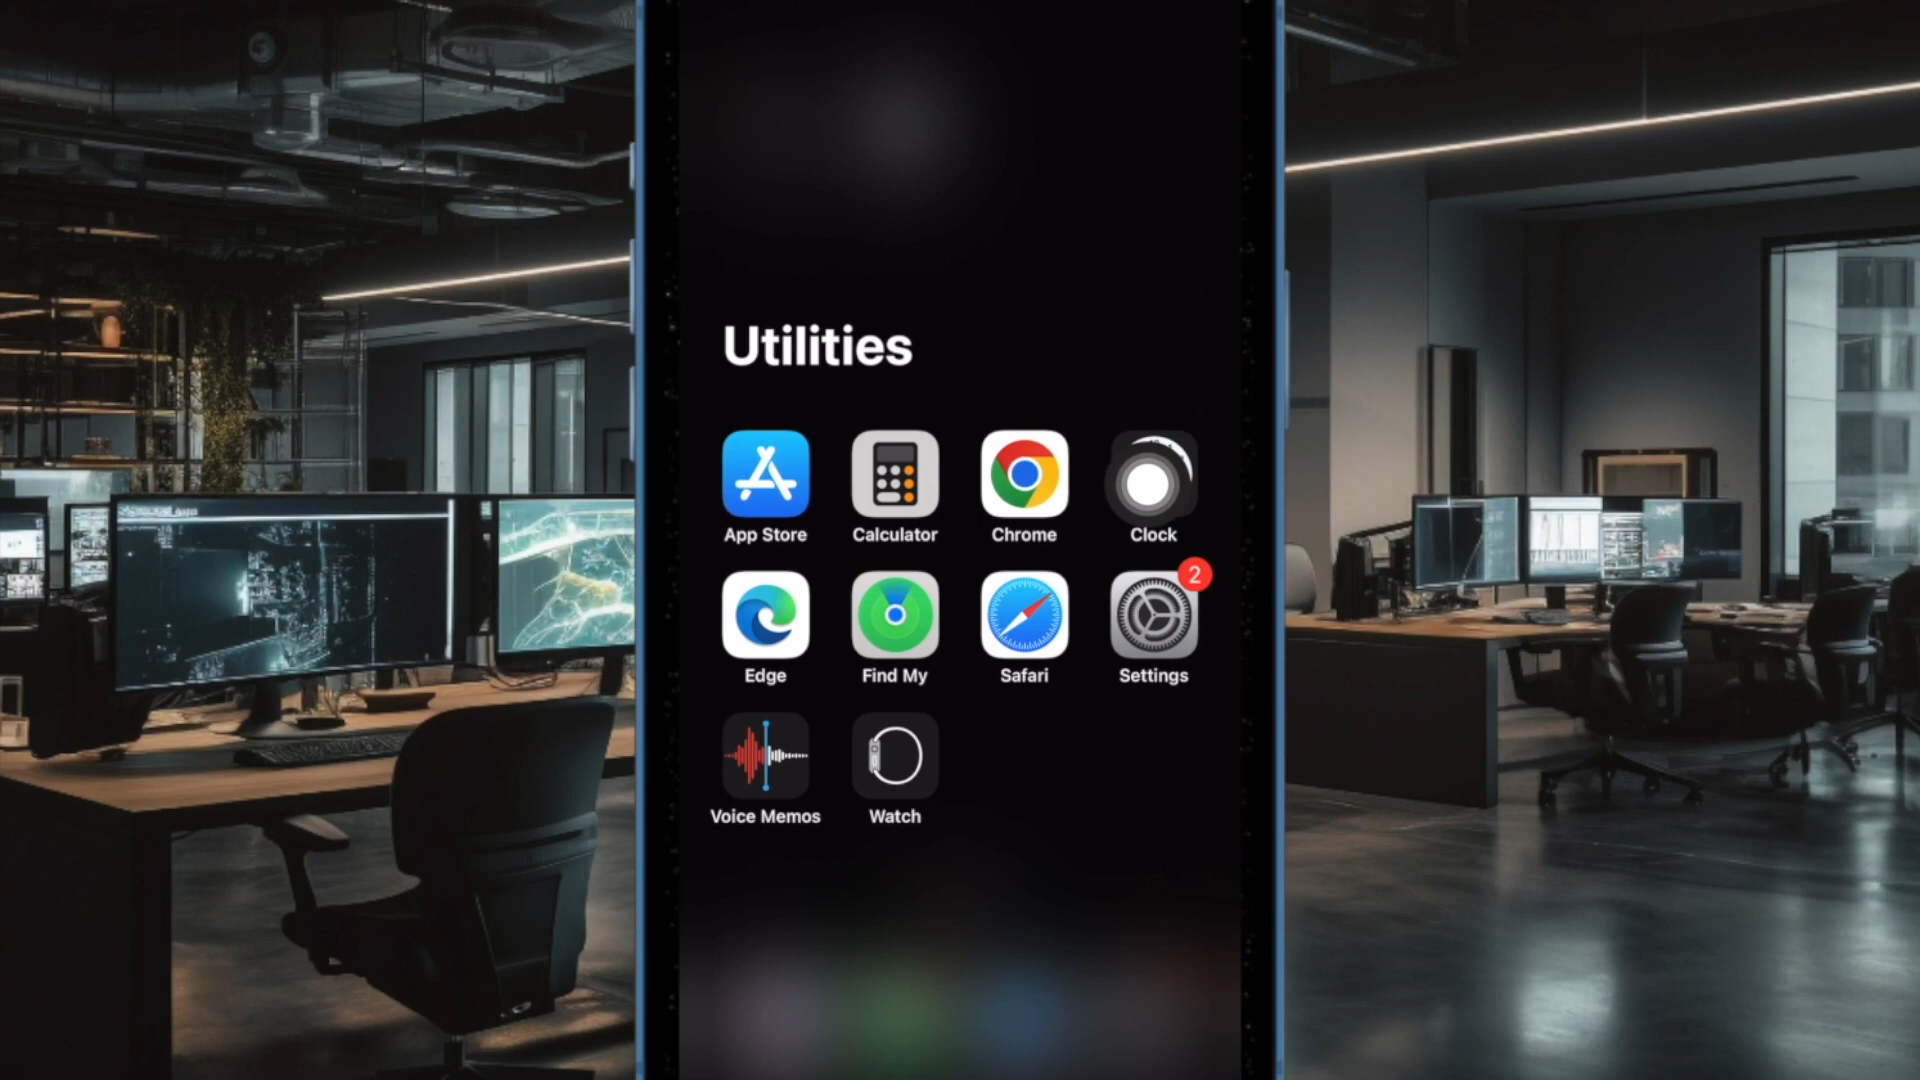 Utilities
App Store
Calculator
Chrome
Clock
2
Edge
Find My
Safari
Settings
Voice Memos
Watch